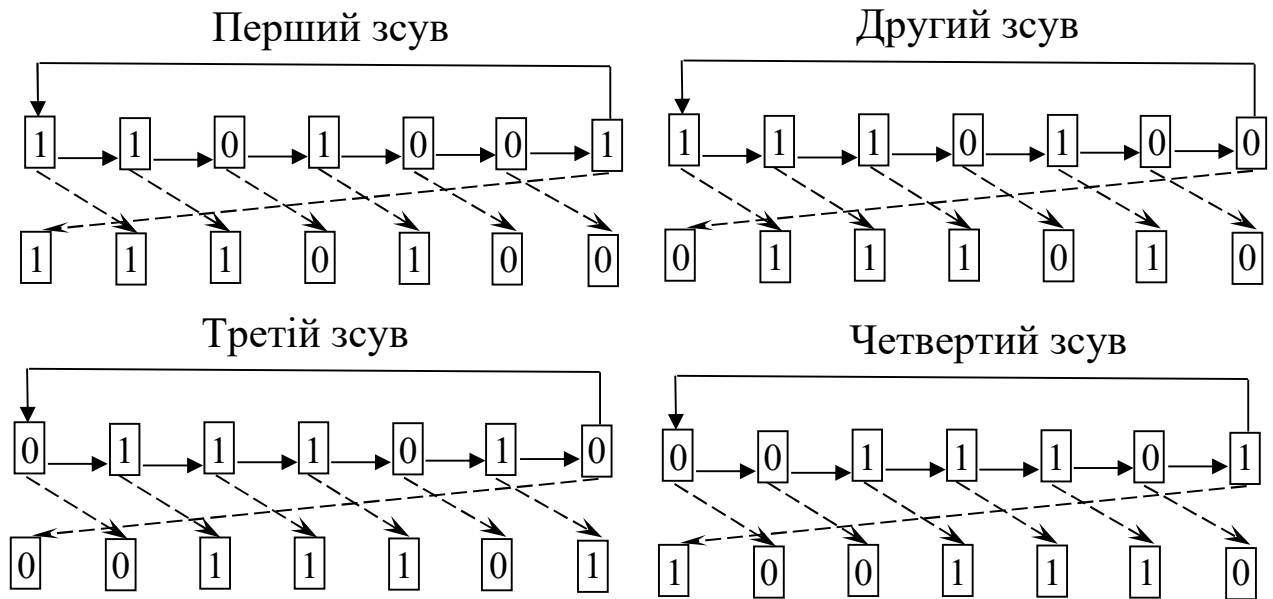 Перший зсув
1 1 0 1 0 0 1
1 1 1 0 1 0 0
Другий зсув
1 1 1 0 1 0 0
0 1 1 1 0 1 0
Третій зсув
0 1 1 1 0 1 0
0 0 1 1 1 0 1
Четвертий зсув
0 0 1 1 1 0 1
1 0 0 1 1 1 0